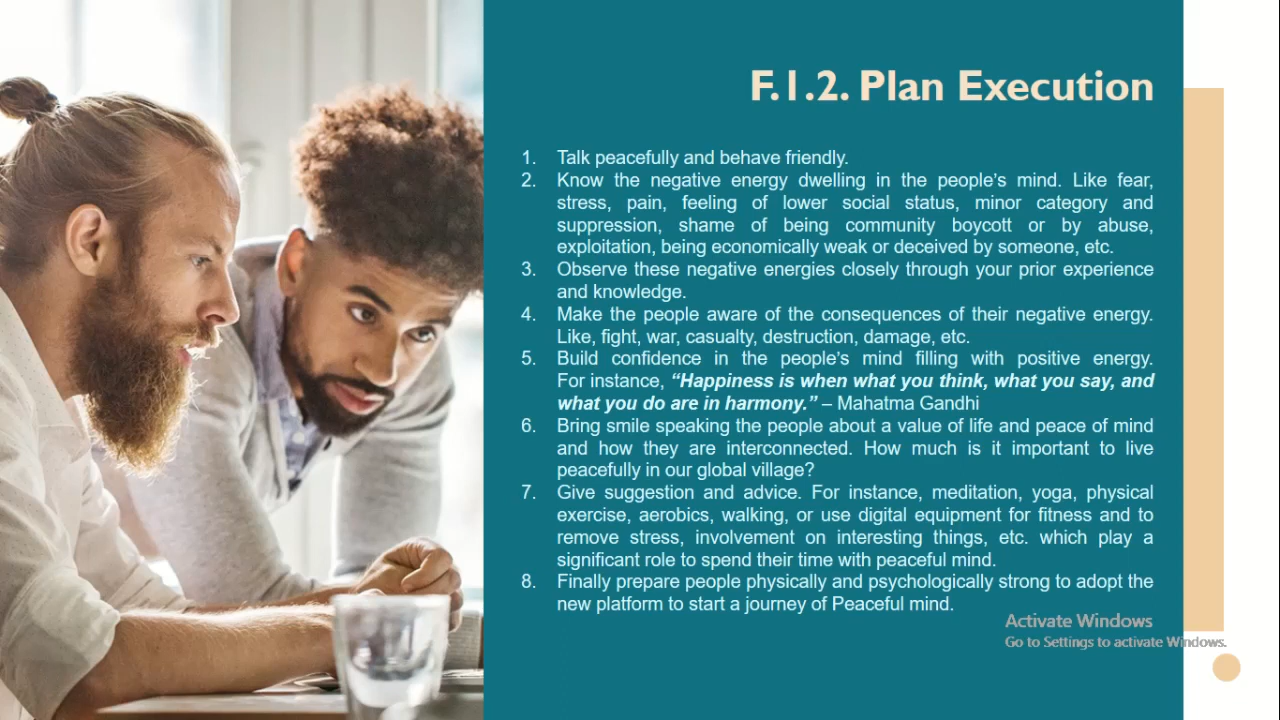 F.1.2. Plan Execution
1. Talk peacefully and behave friendly.
2. Know the negative energy dwelling in the people's mind. Like fear,
stress, pain, feeling of lower social status, minor category and
suppression, shame of being community boycott or by abuse,
exploitation, being economically weak or deceived by someone, etc.
3. Observe these negative energies closely through your prior experience
and knowledge.
4. Make the people aware of the consequences of their negative energy.
Like, fight, war, casualty, destruction, damage, etc.
5. Build confidence in the people's mind filling with positive energy.
For instance, “Happiness is when what you think, what you say, and
what you do are in harmony.” – Mahatma Gandhi
6. Bring smile speaking the people about a value of life and peace of mind
and how they are interconnected. How much is it important to live
peacefully in our global village?
7. Give suggestion and advice. For instance, meditation, yoga, physical
exercise, aerobics, walking, or use digital equipment for fitness and to
remove stress, involvement on interesting things, etc. which play a
significant role to spend their time with peaceful mind.
8. Finally prepare people physically and psychologically strong to adopt the
new platform to start a journey of Peaceful mind.
Activate Windows
Go to Settings to activate Windows.